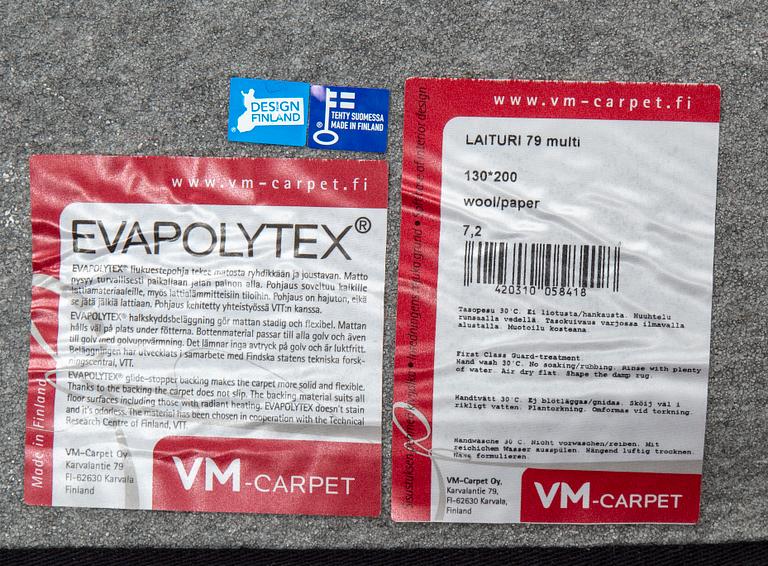 DESIGN
FINLAND
TEHTY SUOMESSA
MADE IN FINLAND
www.vm-carpet.fi
EVAPOLYTEX®
EVAPOLYTEX® liukuestepohja tekee matosta ryhdikkään ja joustavan. Matto
pysyy turvallisesti paikallaan jalan painon alla. Pohjaus soveltuu kaikille
lattiamateriaaleille, myös lattialämmitteisiin tiloihin. Pohjaus on hajuton, eikä
se jätä jälkiä lattiaan. Pohjaus kehitetty yhteistyössä VTT:n kanssa.
EVAPOLYTEX® halkskyddsbeläggning gör mattan stadig och flexibel. Mattan
hålls väl på plats under fötterna. Bottenmaterial passar till alla golv och även
till golv med golvuppvärmning. Det lämnar inga avtryck på golv och är luktfritt.
Beläggningen har utvecklats i samarbete med Findska statens tekniska forsk-
ningscentral, VTT.
EVAPOLYTEX® glide-stopper backing makes the carpet more solid and flexible.
Thanks to the backing the carpet does not slip. The backing material suits all
floor surfaces including those with radiant heating. EVAPOLYTEX doesn't stain
and it's odorless. The material has been chosen in cooperation with the Technical
Research Centre of Finland, VTT.
Made in Finland
VM-Carpet Oy
Karvalantie 79
FI-62630 Karvala
Finland
VM-CARPET
www.vm-carpet.fi
LAITURI 79 multi
130*200
wool/paper
7,2
420310 058418
Tasopesu 30°C. Ei liotusta/hankausta. Nuuhtelu
runsaalla vedellä. Tasokuivaus varjossa ilmavalla
alustalla. Muotoilu kosteana.
First Class Guard-treatment
Hand wash 30°C. No soaking/rubbing. Rinse with plenty
of water. Air dry flat. Shape the damp rug.
Handtvätt 30°C. Ej blötläggas/gnidas. Skölj väl i
rikligt vatten. Plantorkning. Omformas vid torkning.
Handwäsche 30°C. Nicht vorwaschen/reiben. Mit
reichichem Wasser ausspülen. Hängend luftig trocknen.
Nass formulieren.
VM-Carpet Oy,
Karvalantie 79,
FI-62630 Karvala,
Finland
VM-CARPET